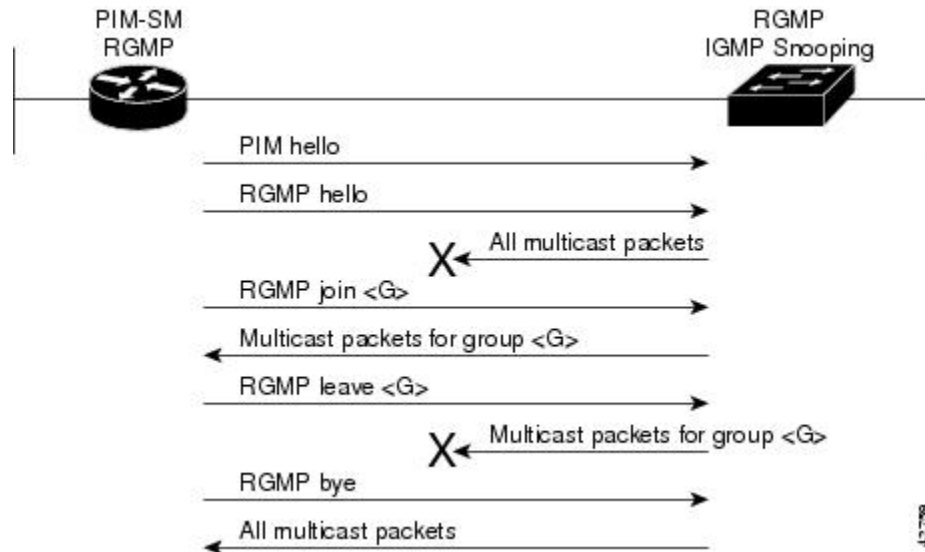 PIM-SM
RGMP
RGMP
IGMP Snooping
PIM hello
RGMP hello
All multicast packets
RGMP join <G>
Multicast packets for group <G>
RGMP leave <G>
Multicast packets for group <G>
RGMP bye
All multicast packets